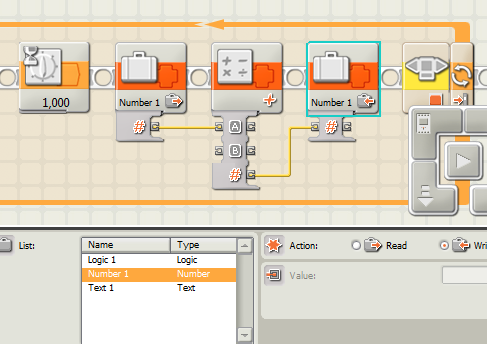 1,000
Number 1
Number 1
#
A
#
B
#
List:
Name Type
Logic 1 Logic
Number 1 Number
Text 1 Text
Action:
Read
Value: